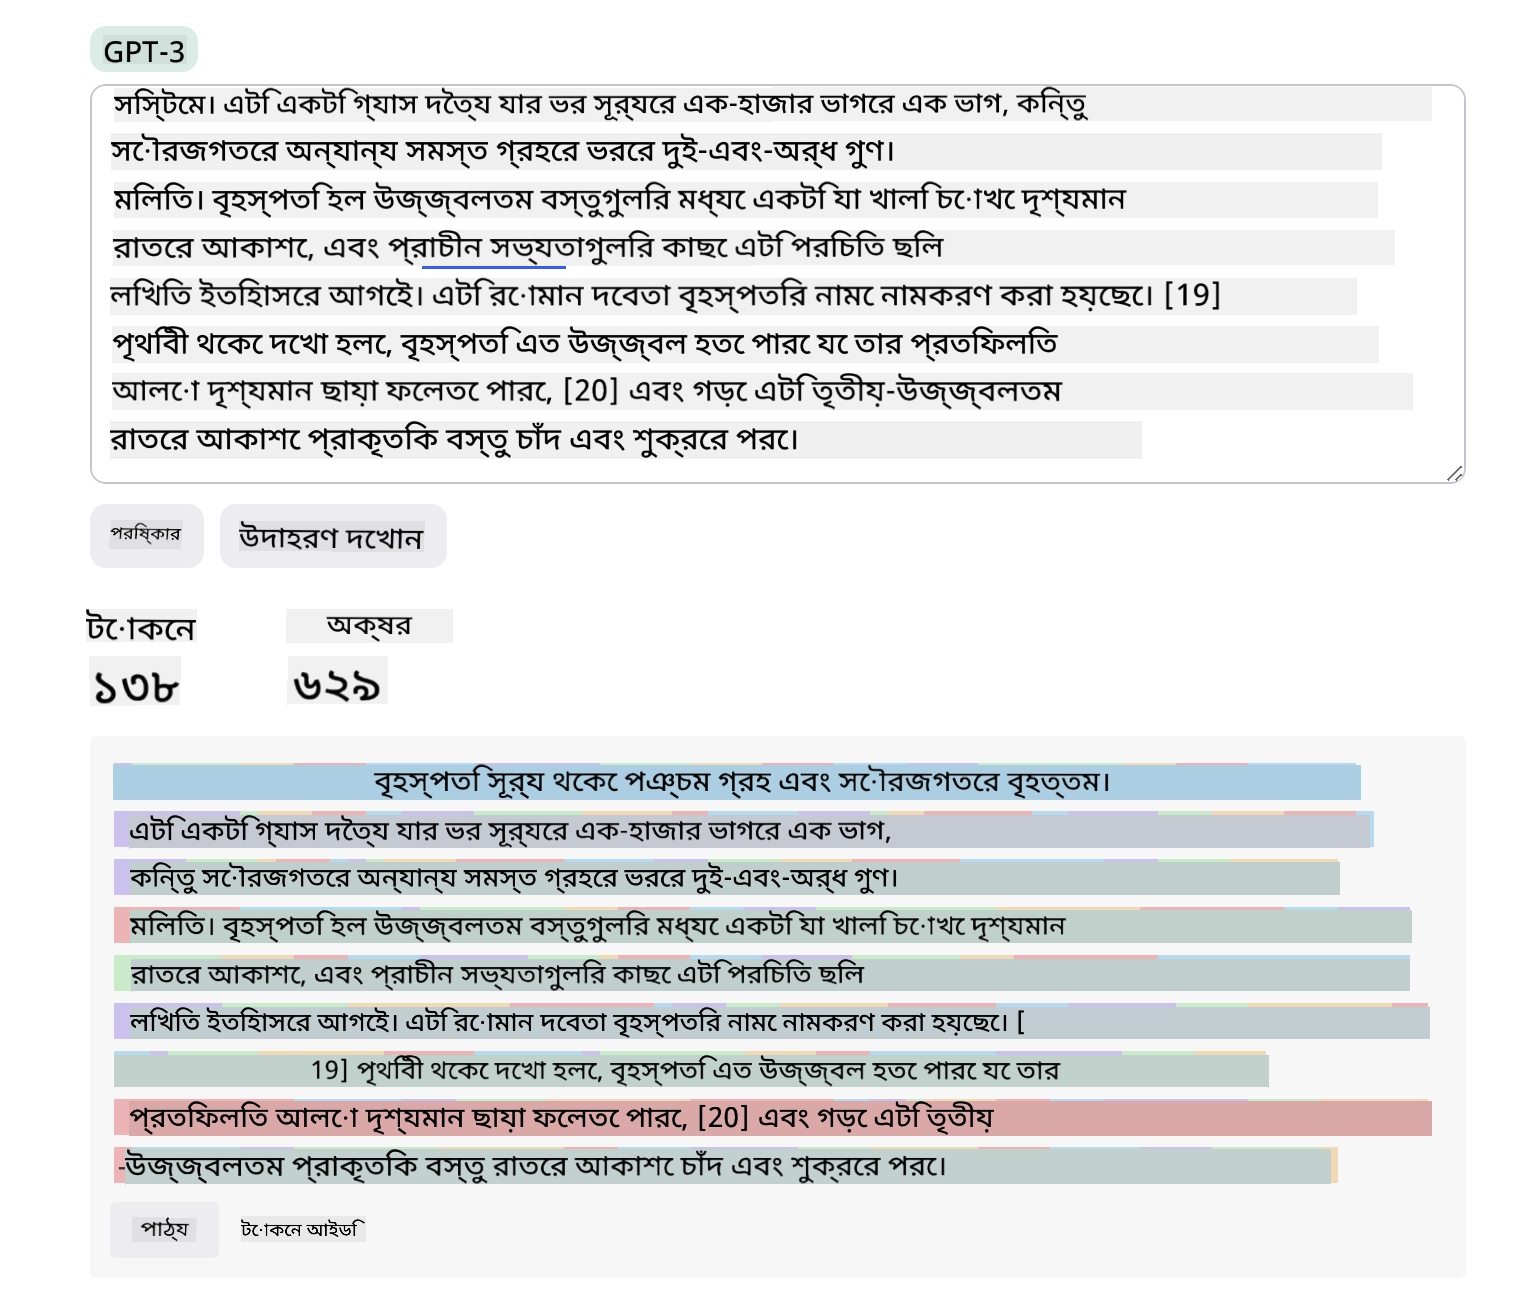 GPT-3
সিস্টেমে। এটি একটি গ্যাস দৈত্য যার ভর সূর্যের এক-হাজার ভাগের এক ভাগ, কিন্তু
সৌরজগতের অন্যান্য সমস্ত গ্রহের ভরের দুই-এবং-অর্ধ গুণ।
মিলিত। বৃহস্পতি হল উজ্জ্বলতম বস্তুগুলির মধ্যে একটি যা খালি চোখে দৃশ্যমান
রাতের আকাশে, এবং প্রাচীন সভ্যতাগুলির কাছে এটি পরিচিত ছিল
লিখিত ইতিহাসের আগেই। এটি রোমান দেবতা বৃহস্পতির নামে নামকরণ করা হয়েছে। [19]
পৃথিবী থেকে দেখা হলে, বৃহস্পতি এত উজ্জ্বল হতে পারে যে তার প্রতিফলিত
আলো দৃশ্যমান ছায়া ফেলতে পারে, [20] এবং গড়ে এটি তৃতীয়-উজ্জ্বলতম
রাতের আকাশে প্রাকৃতিক বস্তু চাঁদ এবং শুক্রের পরে।
পরিষ্কার উদাহরণ দেখান
টোকেন অক্ষর
১৩৮ ৬২৯
বৃহস্পতি সূর্য থেকে পঞ্চম গ্রহ এবং সৌরজগতের বৃহত্তম।
এটি একটি গ্যাস দৈত্য যার ভর সূর্যের এক-হাজার ভাগের এক ভাগ,
কিন্তু সৌরজগতের অন্যান্য সমস্ত গ্রহের ভরের দুই-এবং-অর্ধ গুণ।
মিলিত। বৃহস্পতি হল উজ্জ্বলতম বস্তুগুলির মধ্যে একটি যা খালি চোখে দৃশ্যমান
রাতের আকাশে, এবং প্রাচীন সভ্যতাগুলির কাছে এটি পরিচিত ছিল
লিখিত ইতিহাসের আগেই। এটি রোমান দেবতা বৃহস্পতির নামে নামকরণ করা হয়েছে। [
19] পৃথিবী থেকে দেখা হলে, বৃহস্পতি এত উজ্জ্বল হতে পারে যে তার
প্রতিফলিত আলো দৃশ্যমান ছায়া ফেলতে পারে, [20] এবং গড়ে এটি তৃতীয়
-উজ্জ্বলতম প্রাকৃতিক বস্তু রাতের আকাশে চাঁদ এবং শুক্রের পরে।
পাঠ্য টোকেন আইডি